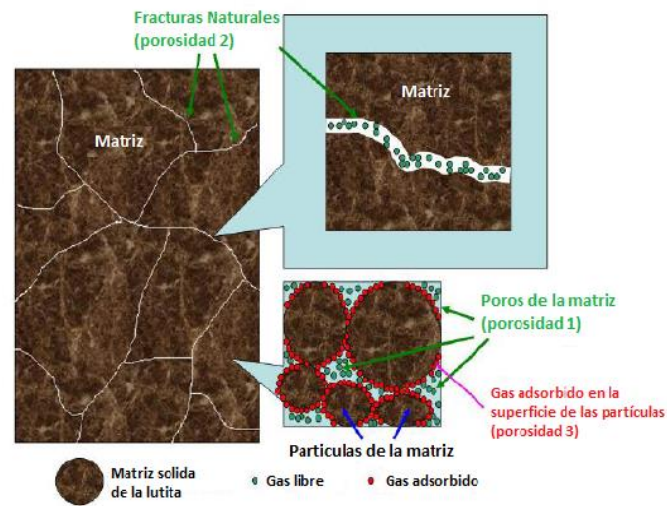 Fracturas Naturales
(porosidad 2)
Matriz
Matriz
Poros de la matriz
(porosidad 1)
Gas adsorbido en la
superficie de las partículas
(porosidad 3)
Particulas de la matriz
Matriz solida
de la lutita
Gas libre
Gas adsorbido